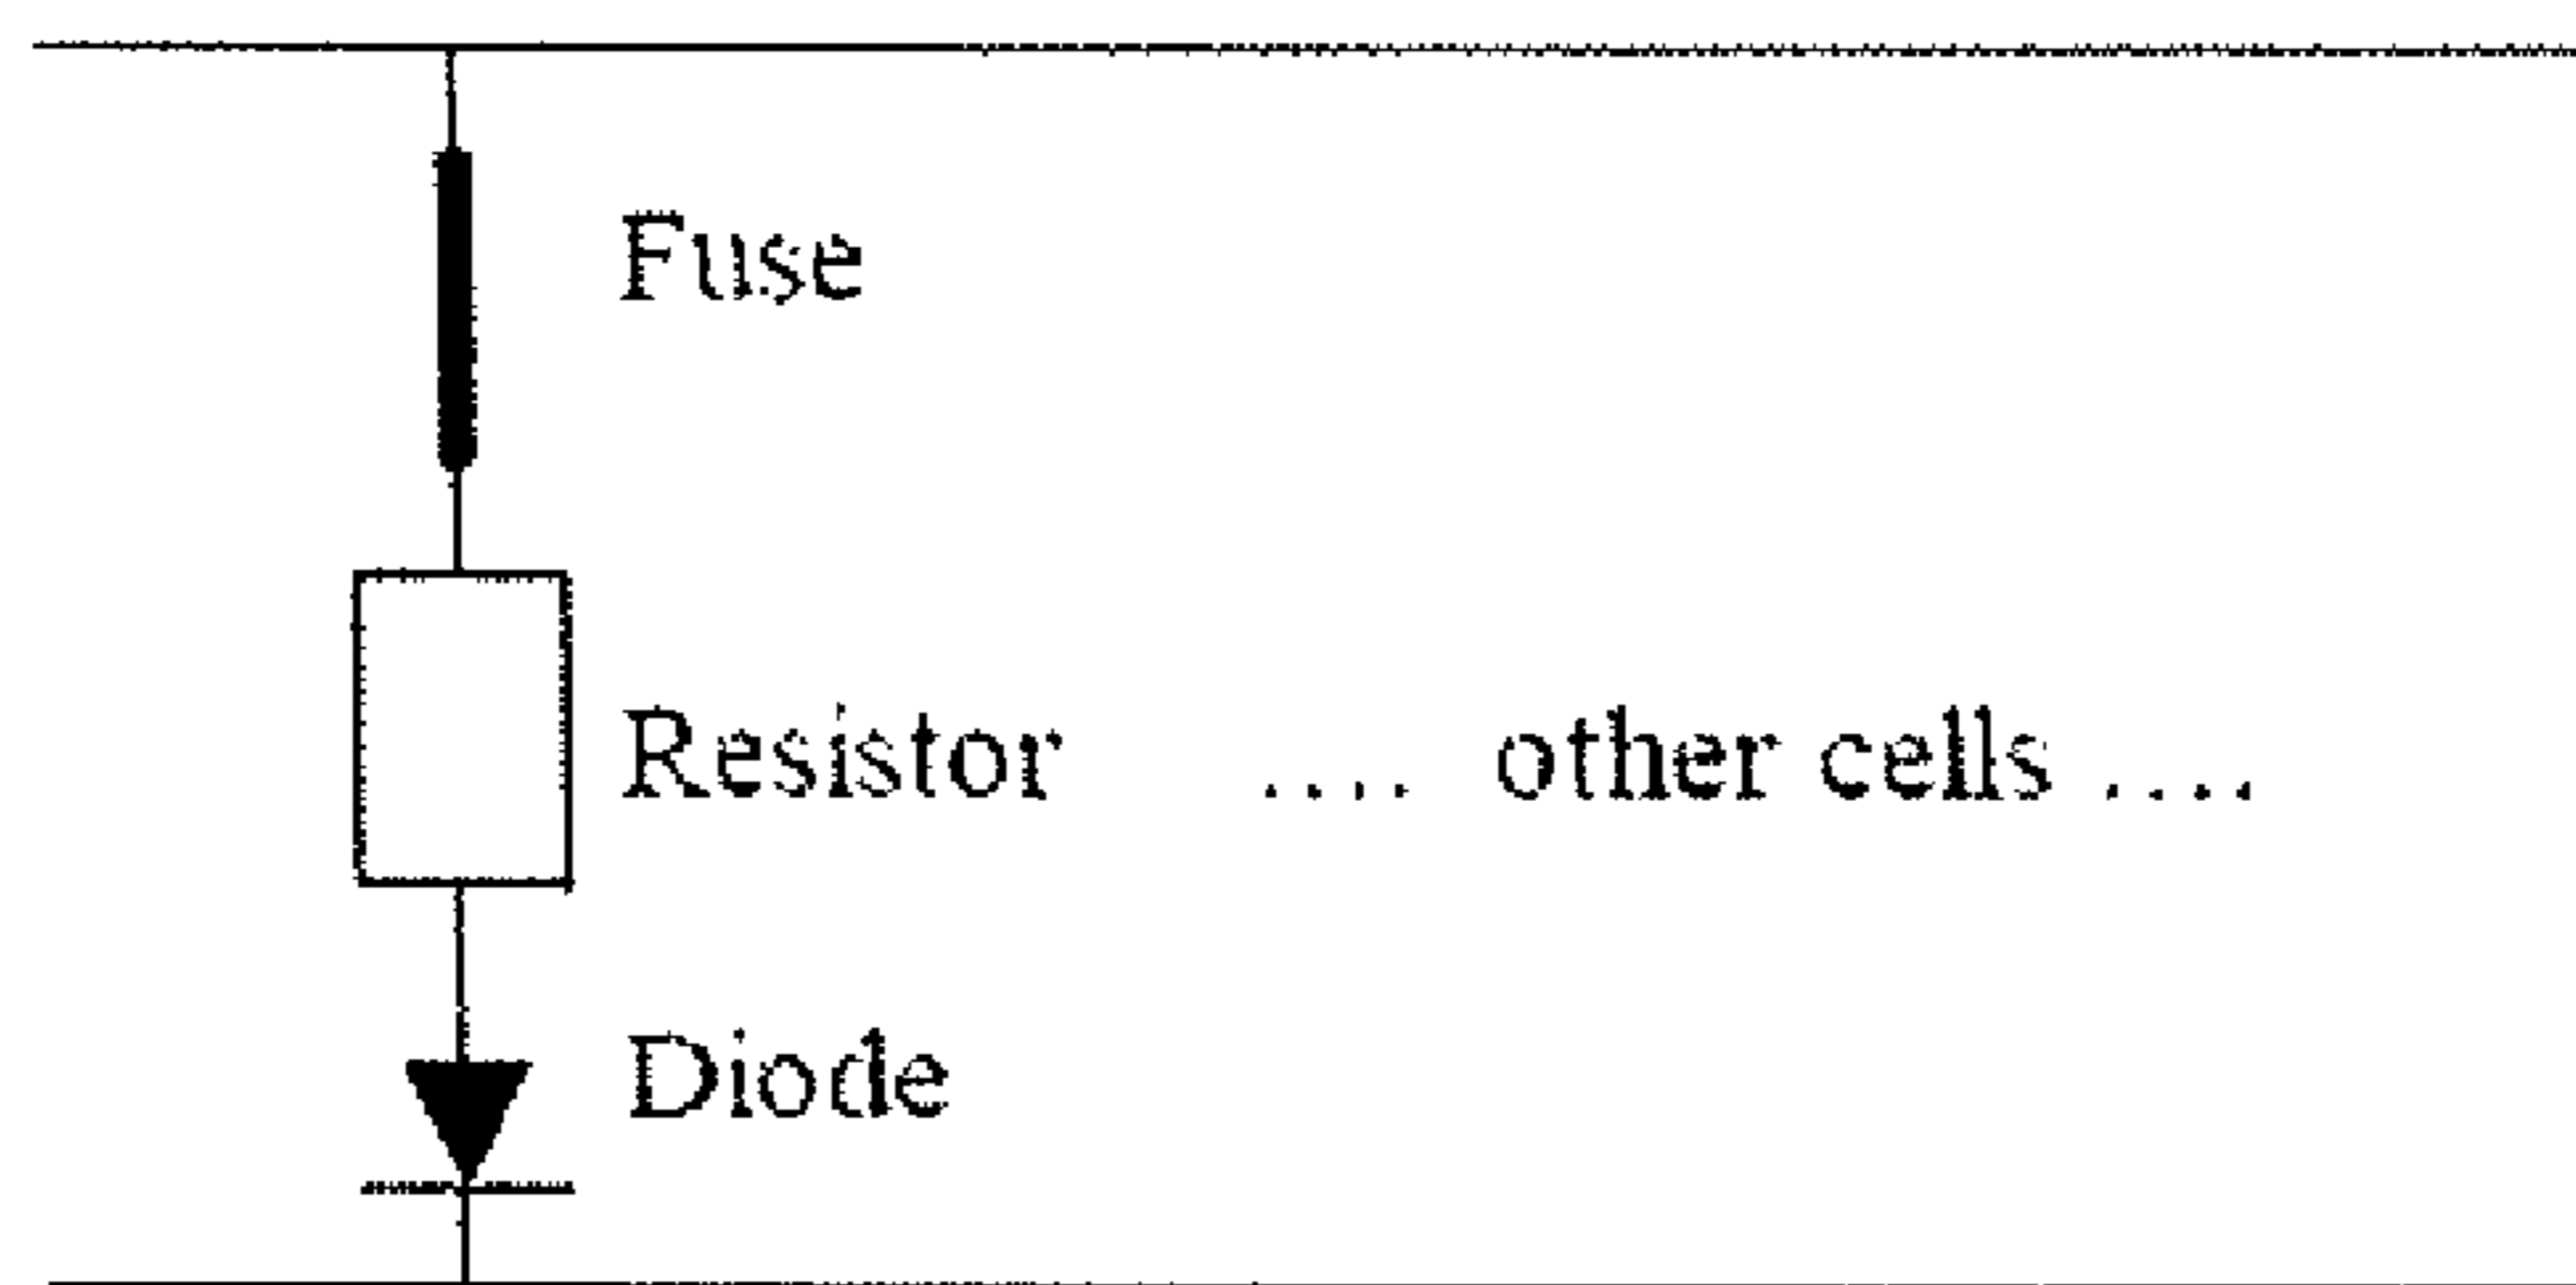 Fuse
Resistor .... other cells ....
Diode